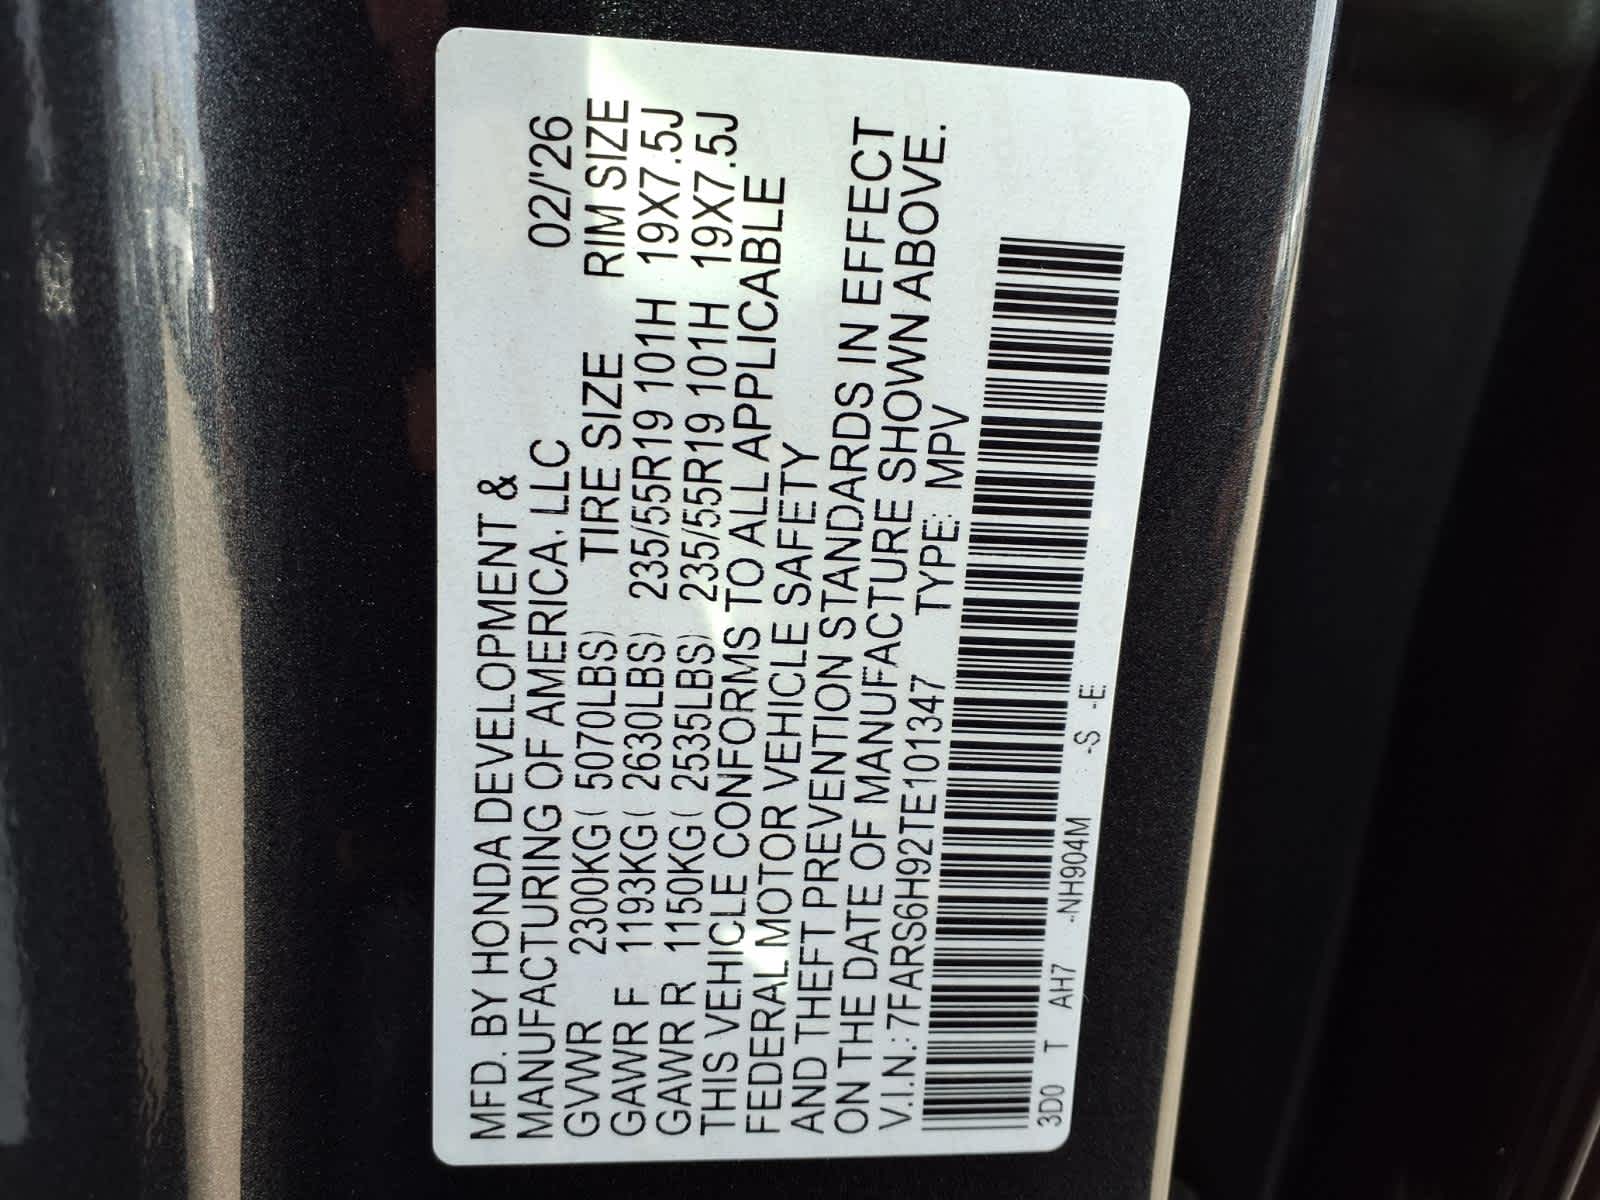 MFD. BY HONDA DEVELOPMENT &
MANUFACTURING OF AMERICA, LLC 02/'26
GVWR 2300KG( 5070LBS) TIRE SIZE RIM SIZE
GAWR F 1193KG( 2630LBS) 235/55R19 101H 19X7.5J
GAWR R 1150KG( 2535LBS) 235/55R19 101H 19X7.5J
THIS VEHICLE CONFORMS TO ALL APPLICABLE
FEDERAL MOTOR VEHICLE SAFETY
AND THEFT PREVENTION STANDARDS IN EFFECT
ON THE DATE OF MANUFACTURE SHOWN ABOVE.
V.I.N.:7FARS6H92TE101347 TYPE: MPV
3D0 T AH7 -NH904M -S -E